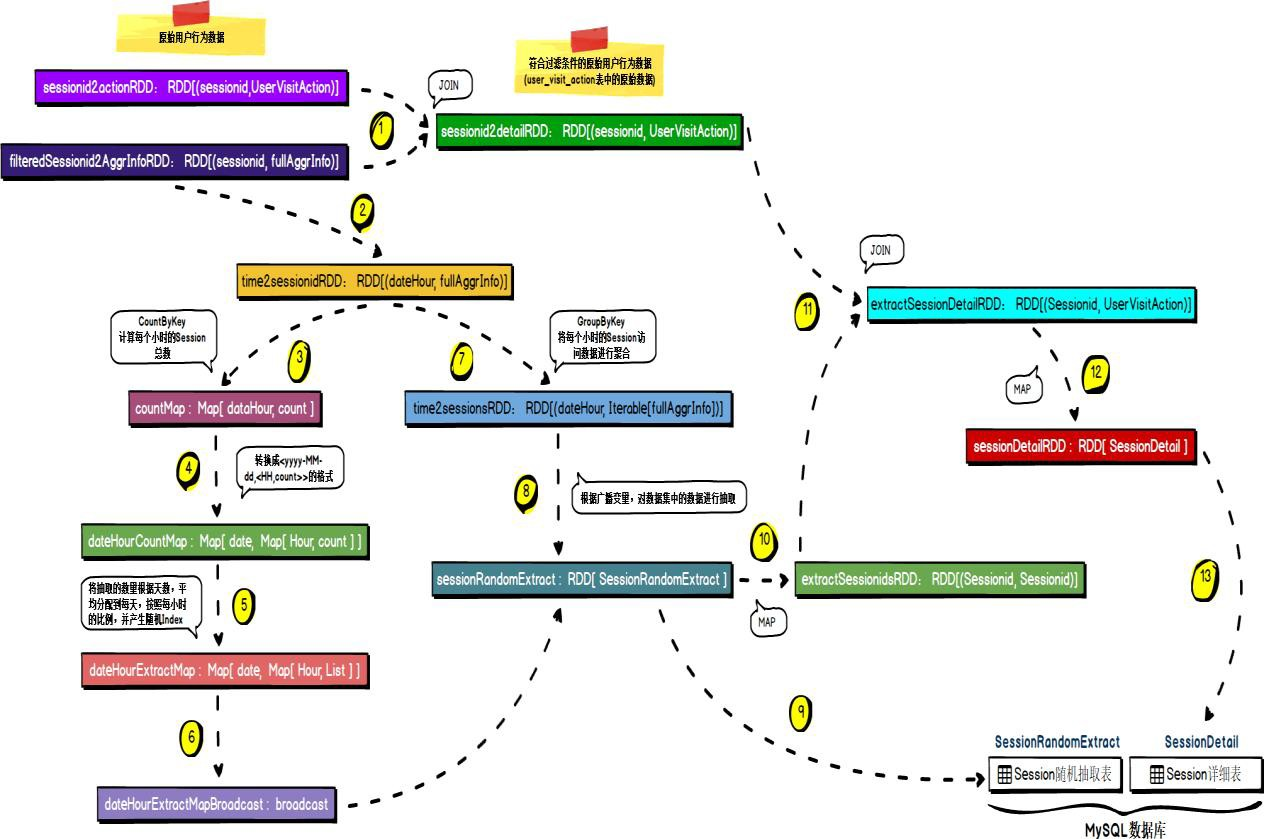 原始用户行为数据
符合过滤条件的原始用户行为数据
(user_visit_action表中的原始数据)
sessionid2actionRDD： RDD[(sessionid,UserVisitAction)]
JOIN
1
sessionid2detailRDD： RDD[(sessionid, UserVisitAction)]
filteredSessionid2AggrInfoRDD： RDD[(sessionid, fullAggrInfo)]
2
JOIN
time2sessionidRDD： RDD[(dateHour, fullAggrInfo)]
11
extractSessionDetailRDD： RDD[(Sessionid, UserVisitAction)]
CountByKey
计算每个小时的Session
总数
3
7
GroupByKey
将每个小时的Session访
问数据进行聚合
MAP
12
countMap : Map[ dataHour, count ]
time2sessionsRDD： RDD[(dateHour, Iterable[fullAggrInfo])]
sessionDetailRDD : RDD[ SessionDetail ]
4
转换成<yyyy-MM-
dd,<HH,count>>的格式
8
根据广播变量，对数据集中的数据进行抽取
dateHourCountMap : Map[ date, Map[ Hour, count ] ]
10
sessionRandomExtract : RDD[ SessionRandomExtract ]
extractSessionidsRDD： RDD[(Sessionid, Sessionid)]
13
将抽取的数量根据天数，平
均分配到每天，按照每小时
的比例，并产生随机Index
5
MAP
dateHourExtractMap : Map[ date, Map[ Hour, List ] ]
6
9
SessionRandomExtract
SessionDetail
Session随机抽取表
Session详细表
dateHourExtractMapBroadcast : broadcast
MySQL数据库